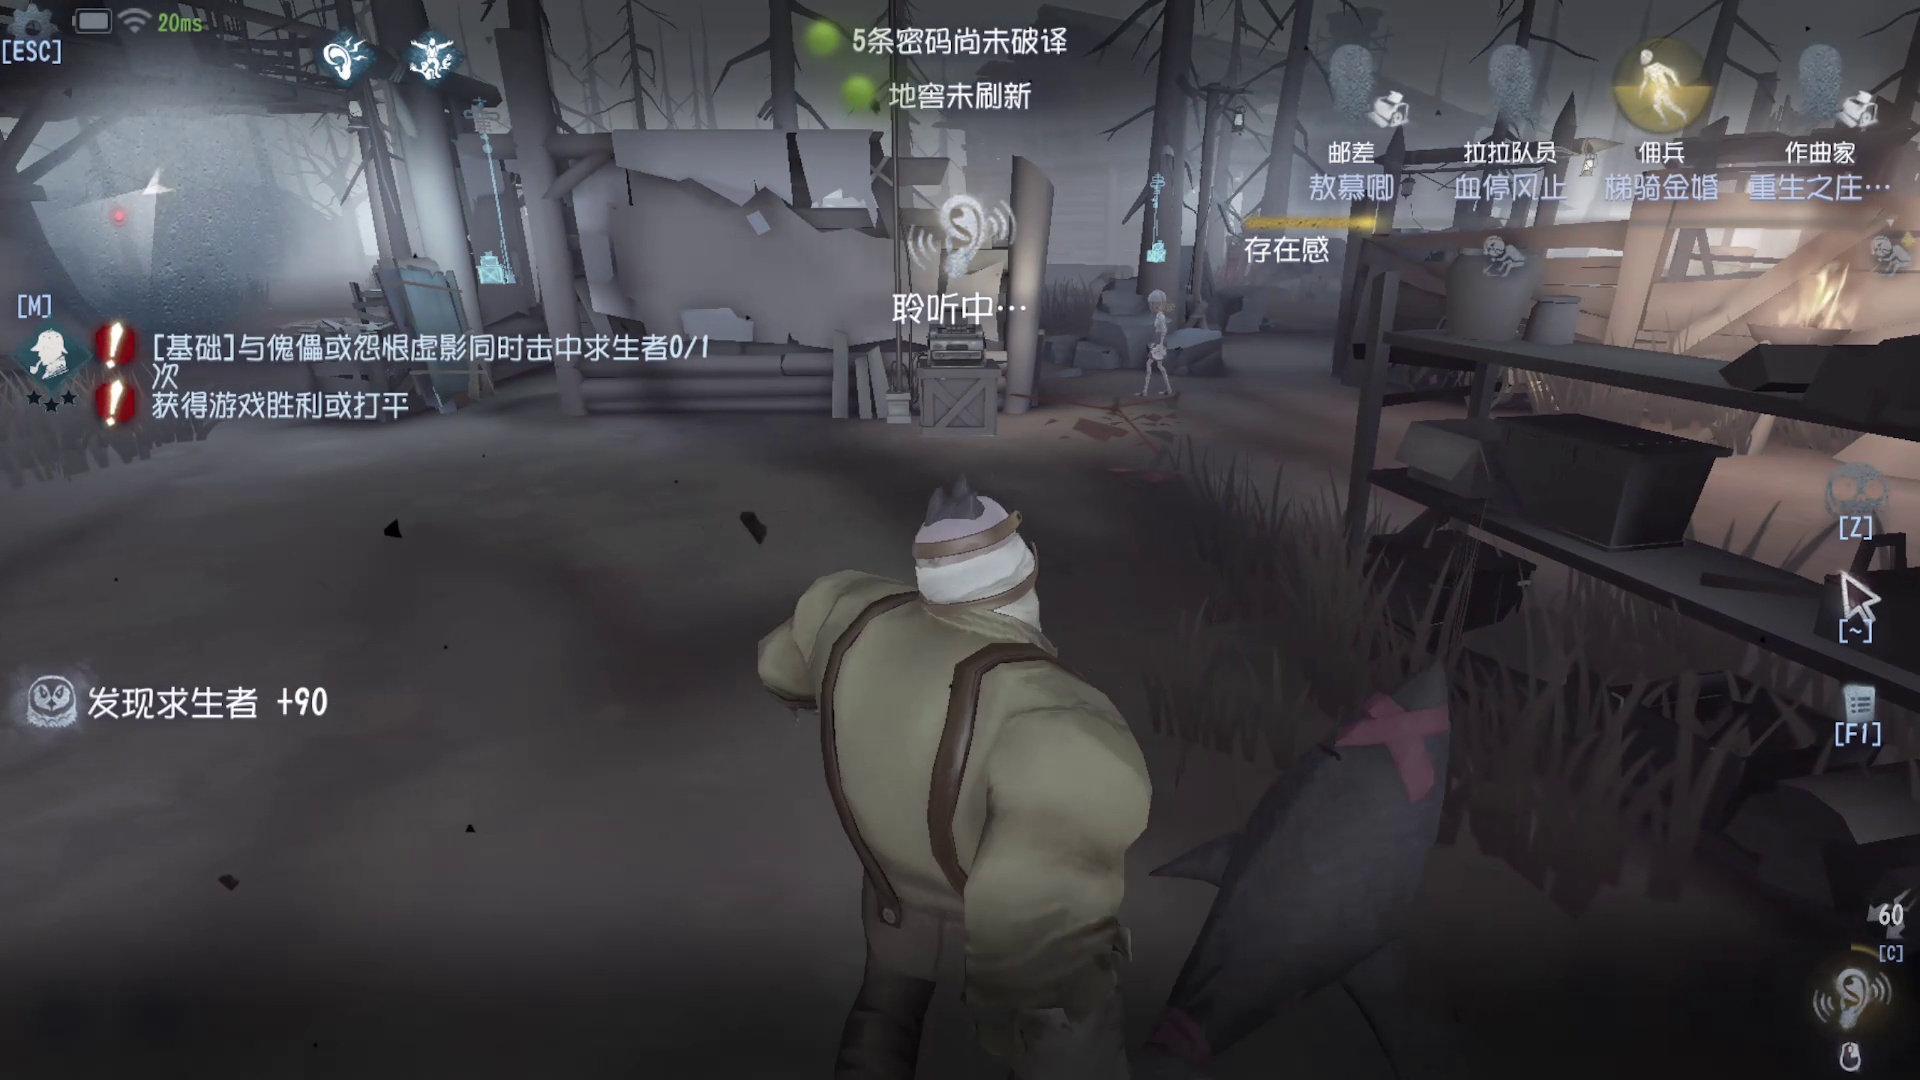 20ms
[ESC]
5条密码尚未破译
地窖未刷新
邮差
拉拉队员
佣兵
作曲家
敖慕卿
血停风止
梯骑金婚
重生之庄…
存在感
[M]
聆听中…
[基础]与傀儡或怨恨虚影同时击中求生者0/1
次
获得游戏胜利或打平
[Z]
[~]
发现求生者 +90
[F1]
60
[C]